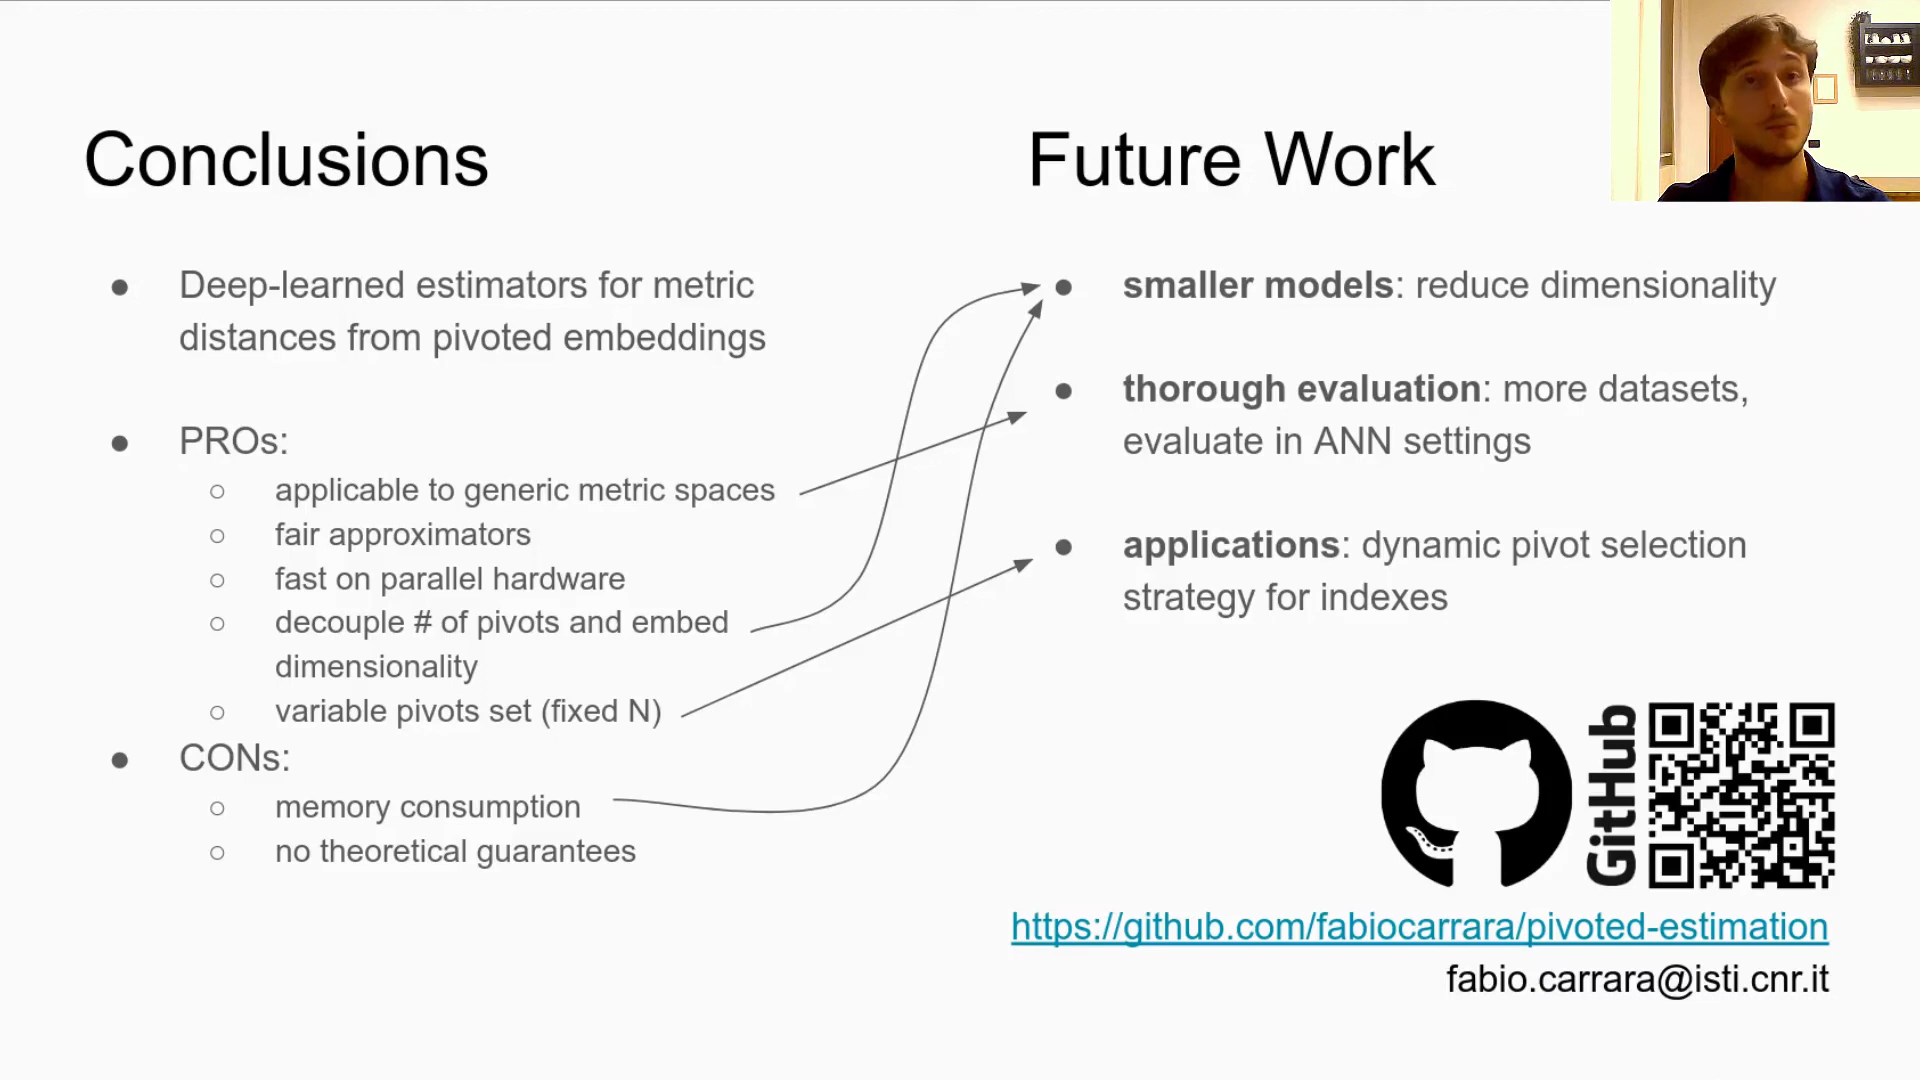 Conclusions
Deep-learned estimators for metric
distances from pivoted embeddings
PROs:
applicable to generic metric spaces
fair approximators
fast on parallel hardware
decouple # of pivots and embed
dimensionality
variable pivots set (fixed N)
CONs:
memory consumption
no theoretical guarantees
Future Work
smaller models: reduce dimensionality
thorough evaluation: more datasets,
evaluate in ANN settings
applications: dynamic pivot selection
strategy for indexes
GitHub
https://github.com/fabiocarrara/pivoted-estimation
fabio.carrara@isti.cnr.it